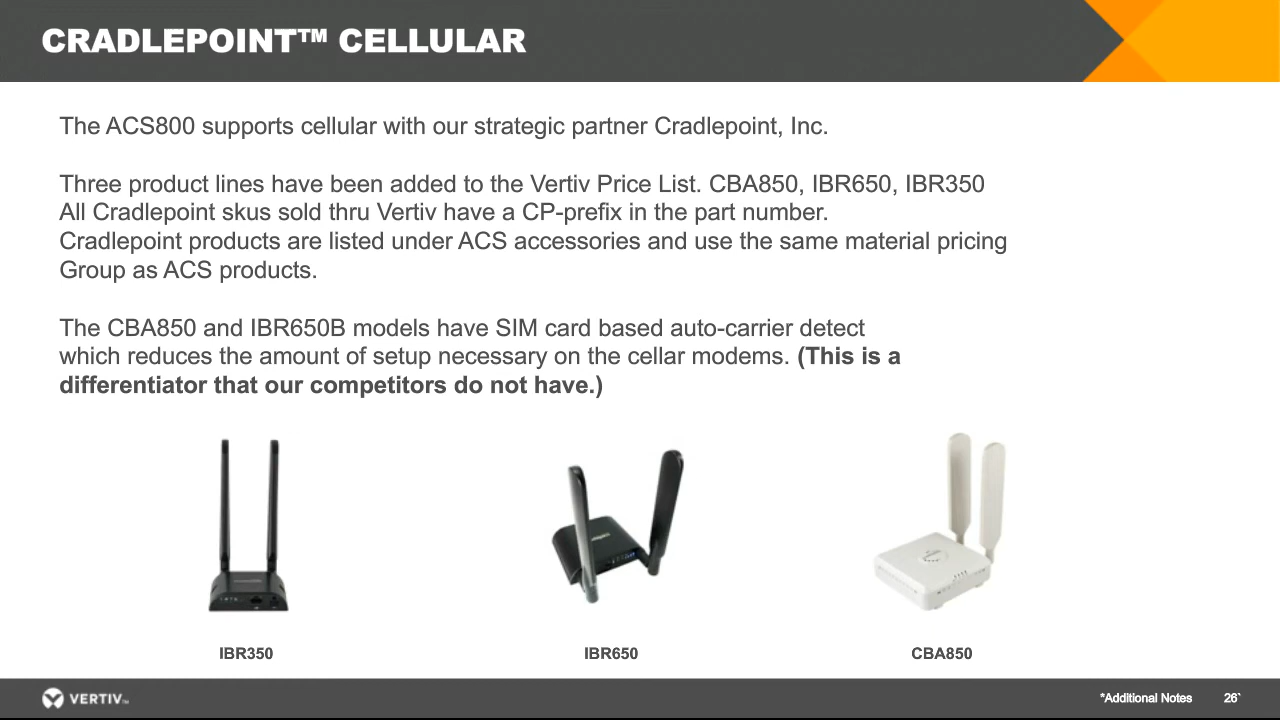 CRADLEPOINT™ CELLULAR
The ACS800 supports cellular with our strategic partner Cradlepoint, Inc.
Three product lines have been added to the Vertiv Price List. CBA850, IBR650, IBR350
All Cradlepoint skus sold thru Vertiv have a CP-prefix in the part number.
Cradlepoint products are listed under ACS accessories and use the same material pricing
Group as ACS products.
The CBA850 and IBR650B models have SIM card based auto-carrier detect
which reduces the amount of setup necessary on the cellar modems. (This is a
differentiator that our competitors do not have.)
IBR350
IBR650
CBA850
VERTIV™
*Additional Notes
26`